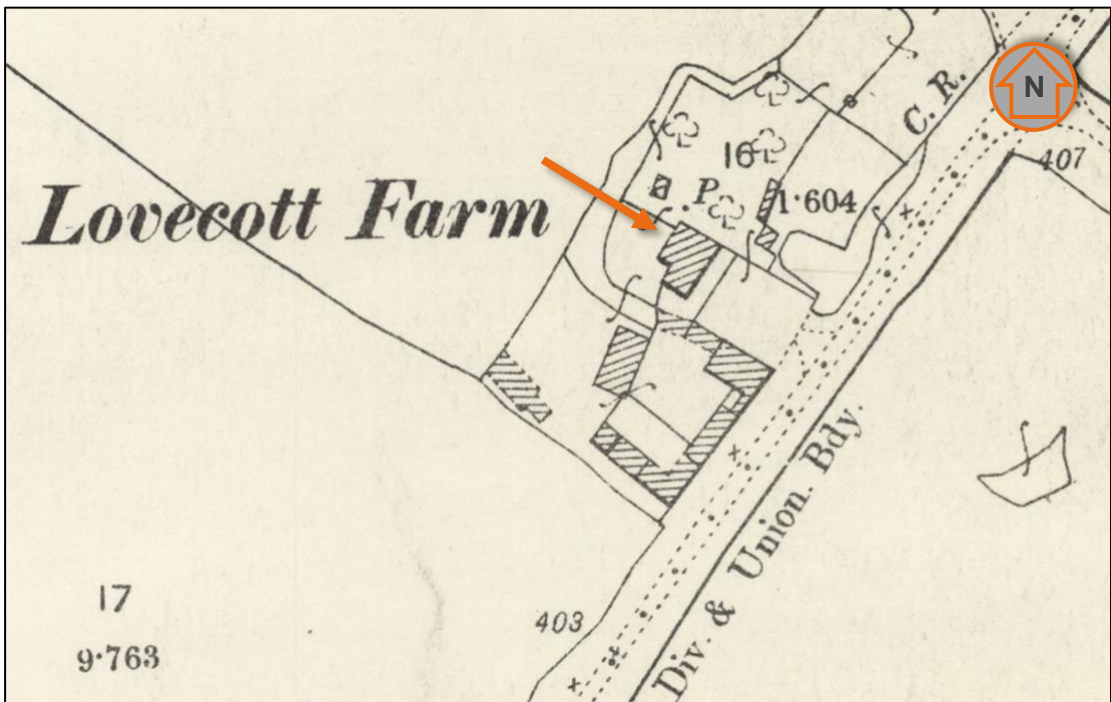 N
C. R.
407
16
P.
1·604
Lovecott Farm
Div. & Union. Bdy.
17
9·763
403